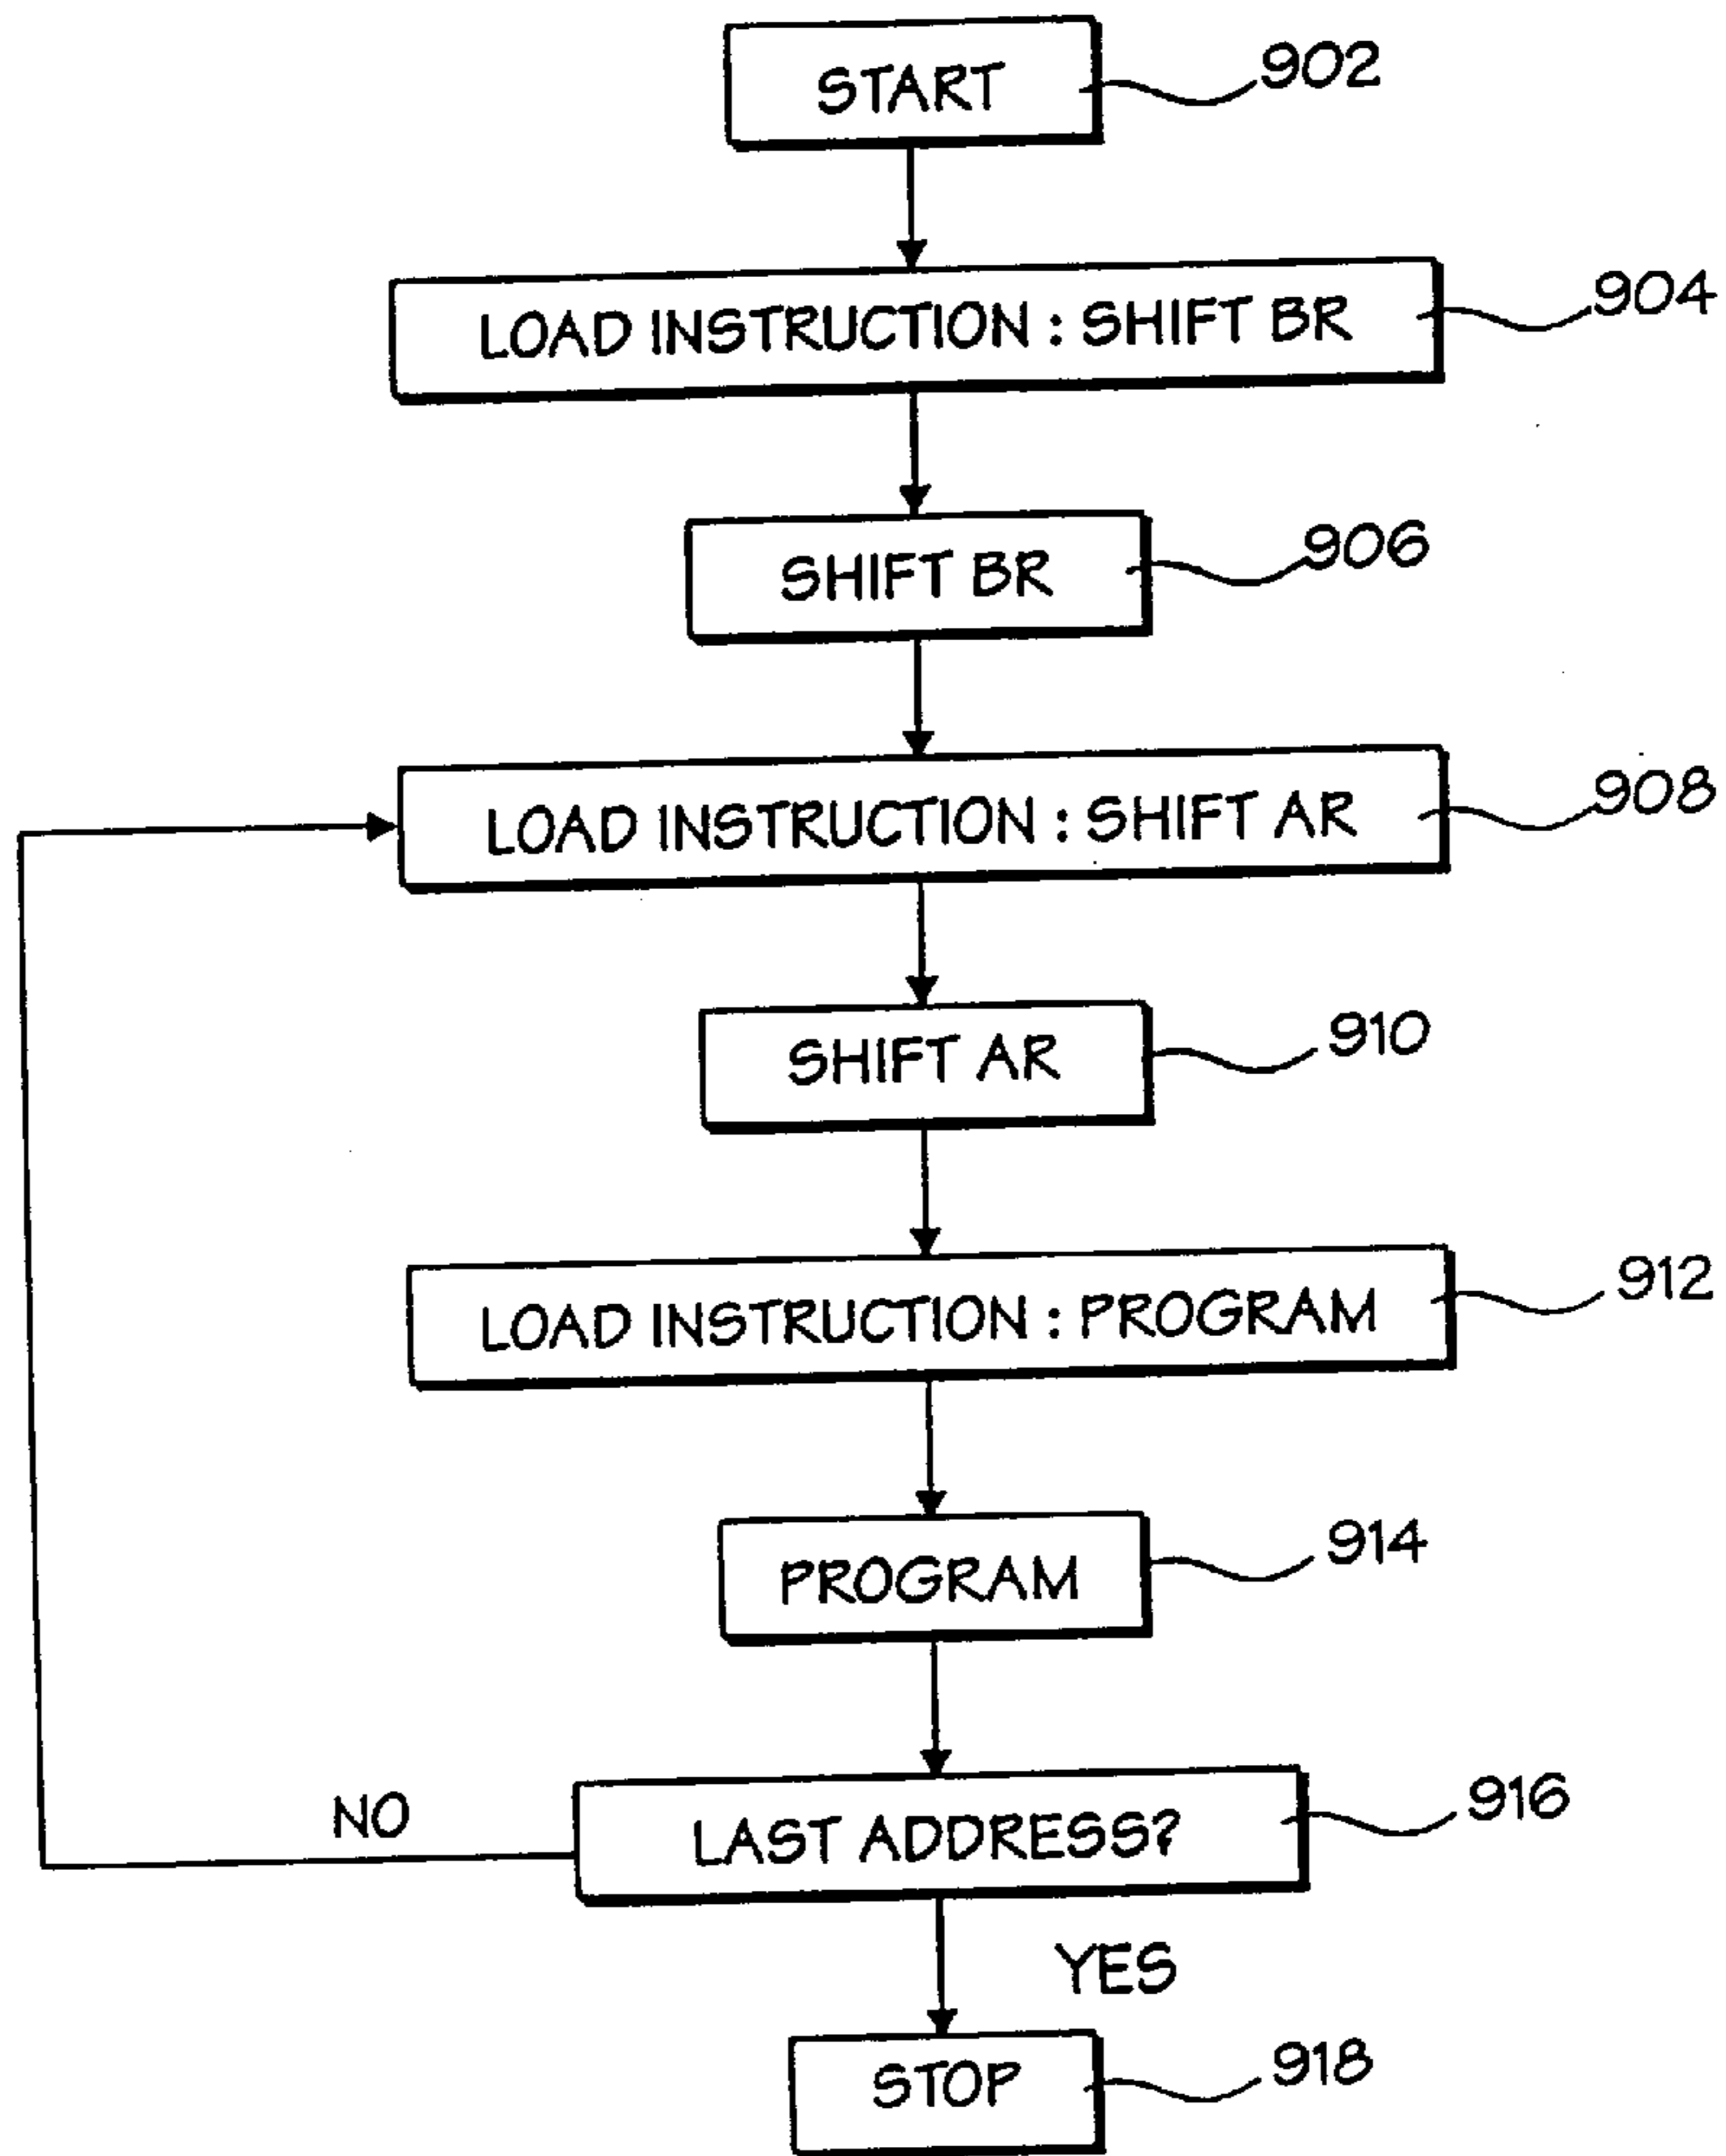 START
902
LOAD INSTRUCTION : SHIFT BR
904
SHIFT BR
906
LOAD INSTRUCTION : SHIFT AR
908
SHIFT AR
910
LOAD INSTRUCTION : PROGRAM
912
PROGRAM
914
LAST ADDRESS?
916
NO
YES
STOP
918